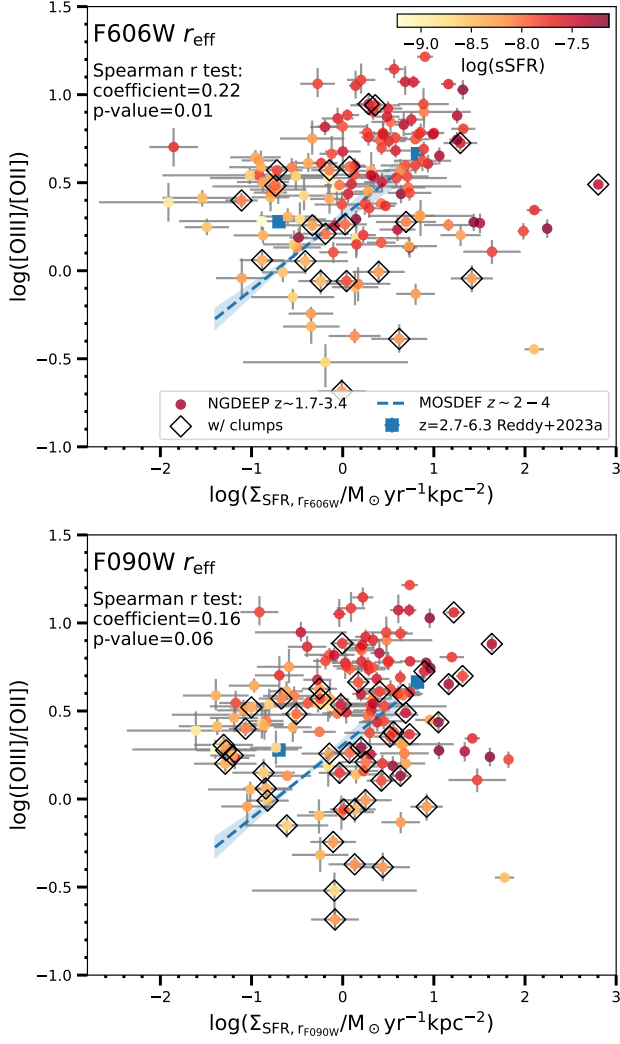 F606W r_eff
Spearman r test:
coefficient=0.22
p-value=0.01
−9.0 −8.5 −8.0 −7.5
log(sSFR)
1.5
1.0
0.5
0.0
−0.5
−1.0
log([OIII]/[OII])
NGDEEP z~1.7-3.4
w/ clumps
MOSDEF z ∼ 2 − 4
z=2.7-6.3 Reddy+2023a
−2 −1 0 1 2 3
log(Σ_SFR, r_F606W/M_⊙ yr⁻¹kpc⁻²)
F090W r_eff
Spearman r test:
coefficient=0.16
p-value=0.06
1.5
1.0
0.5
0.0
−0.5
−1.0
log([OIII]/[OII])
−2 −1 0 1 2 3
log(Σ_SFR, r_F090W/M_⊙ yr⁻¹kpc⁻²)